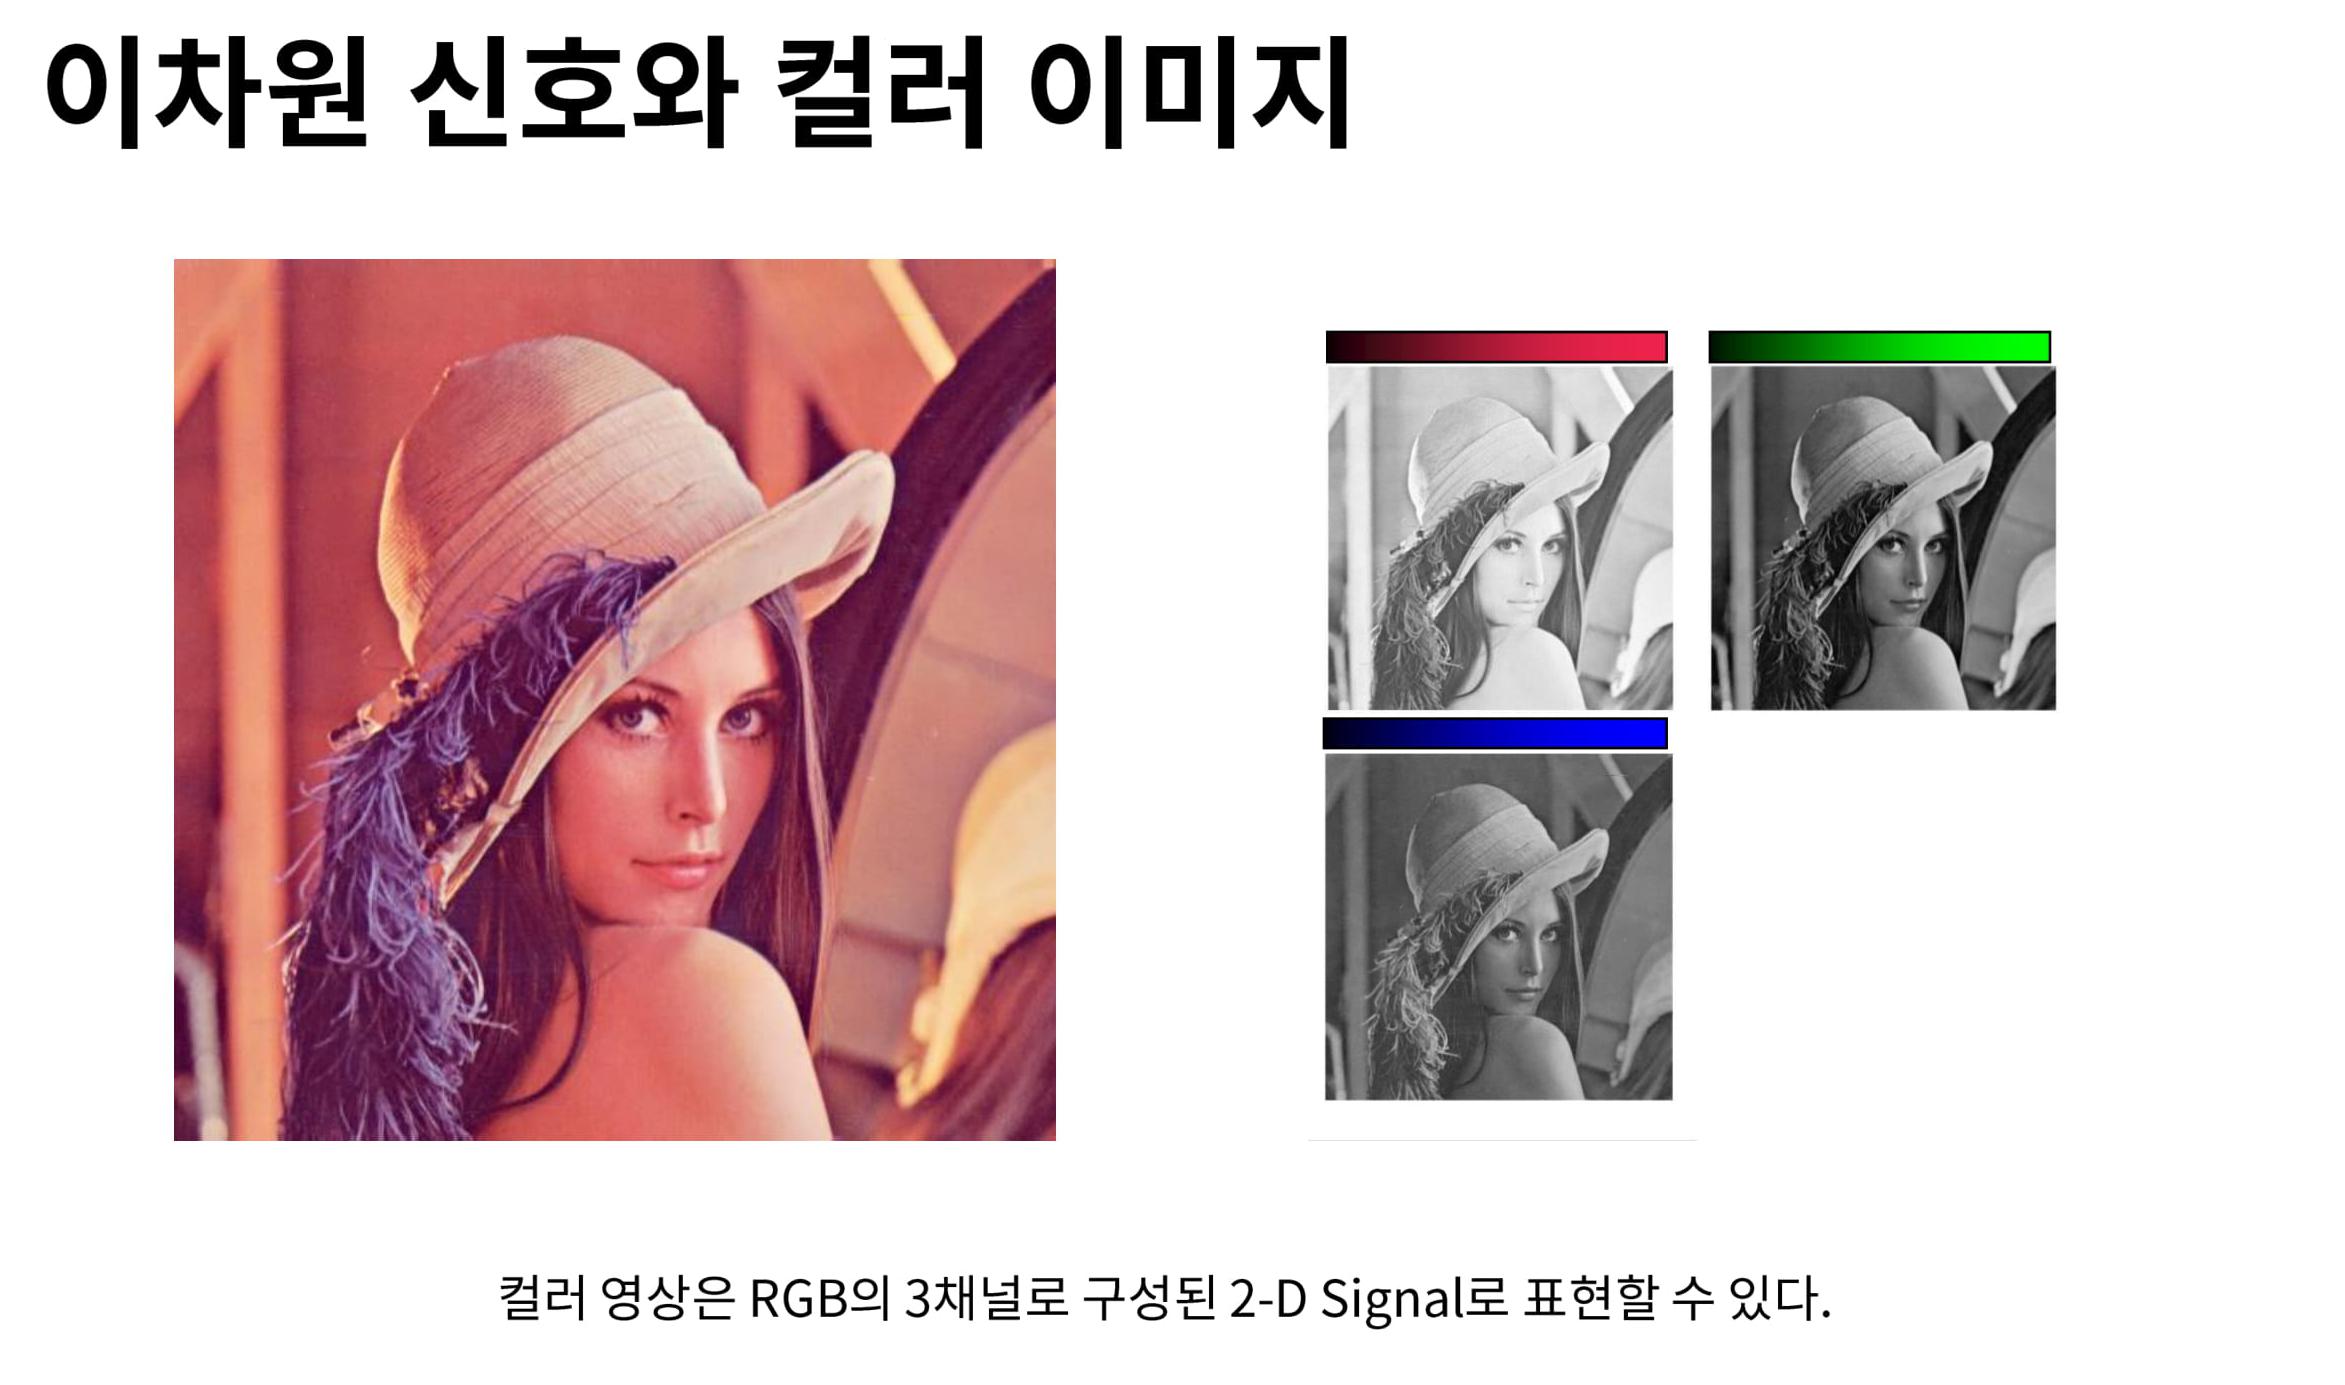 이차원 신호와 컬러 이미지
컬러 영상은 RGB의 3채널로 구성된 2-D Signal로 표현할 수 있다.